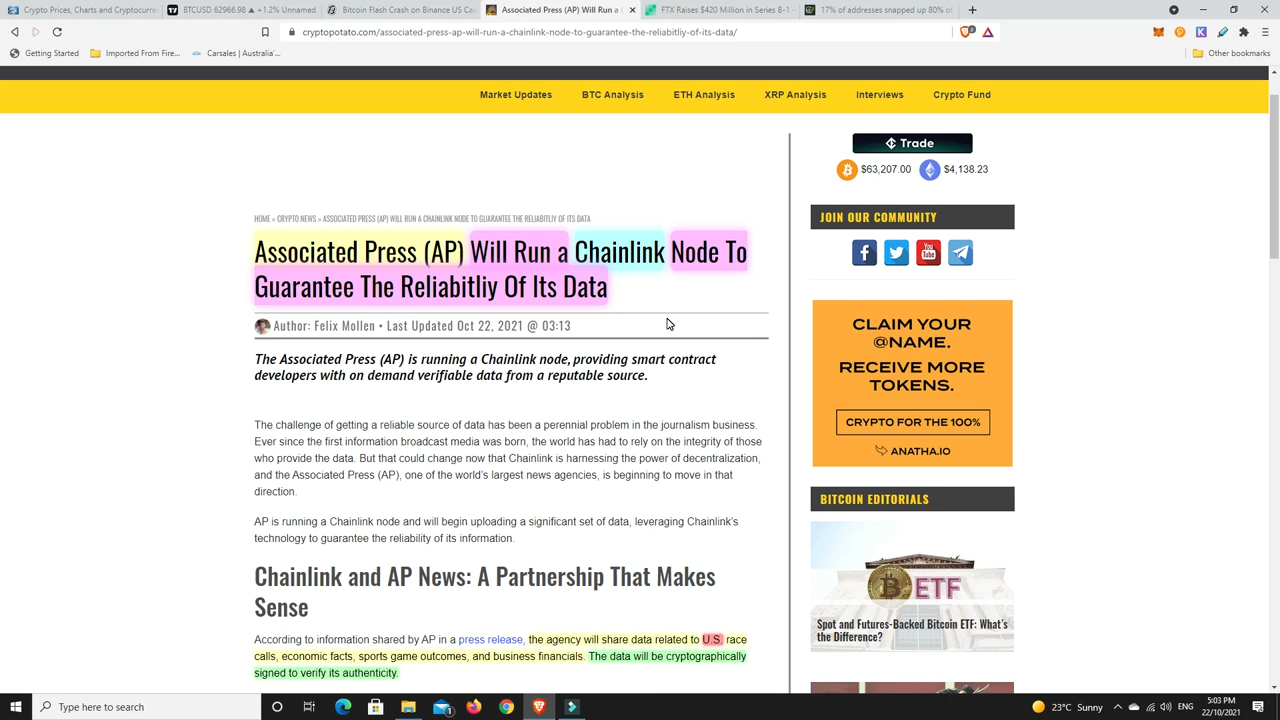 Crypto Prices, Charts and Cryptocurr
BTCUSD 62966.98 ▲ +1.2% Unnamed
Bitcoin Flash Crash on Binance US Ca
Associated Press (AP) Will Run a C
FTX Raises $420 Million in Series B-1
17% of addresses snapped up 80% of
cryptopotato.com/associated-press-ap-will-run-a-chainlink-node-to-guarantee-the-reliabitliy-of-its-data/
Getting Started
Imported From Fire...
Carsales | Australia'...
Other bookmarks
Market Updates
BTC Analysis
ETH Analysis
XRP Analysis
Interviews
Crypto Fund
HOME » CRYPTO NEWS » ASSOCIATED PRESS (AP) WILL RUN A CHAINLINK NODE TO GUARANTEE THE RELIABITLIY OF ITS DATA
Associated Press (AP) Will Run a Chainlink Node To
Guarantee The Reliabitliy Of Its Data
Author: Felix Mollen • Last Updated Oct 22, 2021 @ 03:13
The Associated Press (AP) is running a Chainlink node, providing smart contract
developers with on demand verifiable data from a reputable source.
The challenge of getting a reliable source of data has been a perennial problem in the journalism business.
Ever since the first information broadcast media was born, the world has had to rely on the integrity of those
who provide the data. But that could change now that Chainlink is harnessing the power of decentralization,
and the Associated Press (AP), one of the world's largest news agencies, is beginning to move in that
direction.
AP is running a Chainlink node and will begin uploading a significant set of data, leveraging Chainlink's
technology to guarantee the reliability of its information.
Chainlink and AP News: A Partnership That Makes
Sense
According to information shared by AP in a press release, the agency will share data related to U.S. race
calls, economic facts, sports game outcomes, and business financials. The data will be cryptographically
signed to verify its authenticity.
Trade
$63,207.00
$4,138.23
JOIN OUR COMMUNITY
You
Tube
CLAIM YOUR
@NAME.
RECEIVE MORE
TOKENS.
CRYPTO FOR THE 100%
ANATHA.IO
BITCOIN EDITORIALS
ETF
Spot and Futures-Backed Bitcoin ETF: What's
the Difference?
Type here to search
23°C Sunny
5:03 PM
22/10/2021